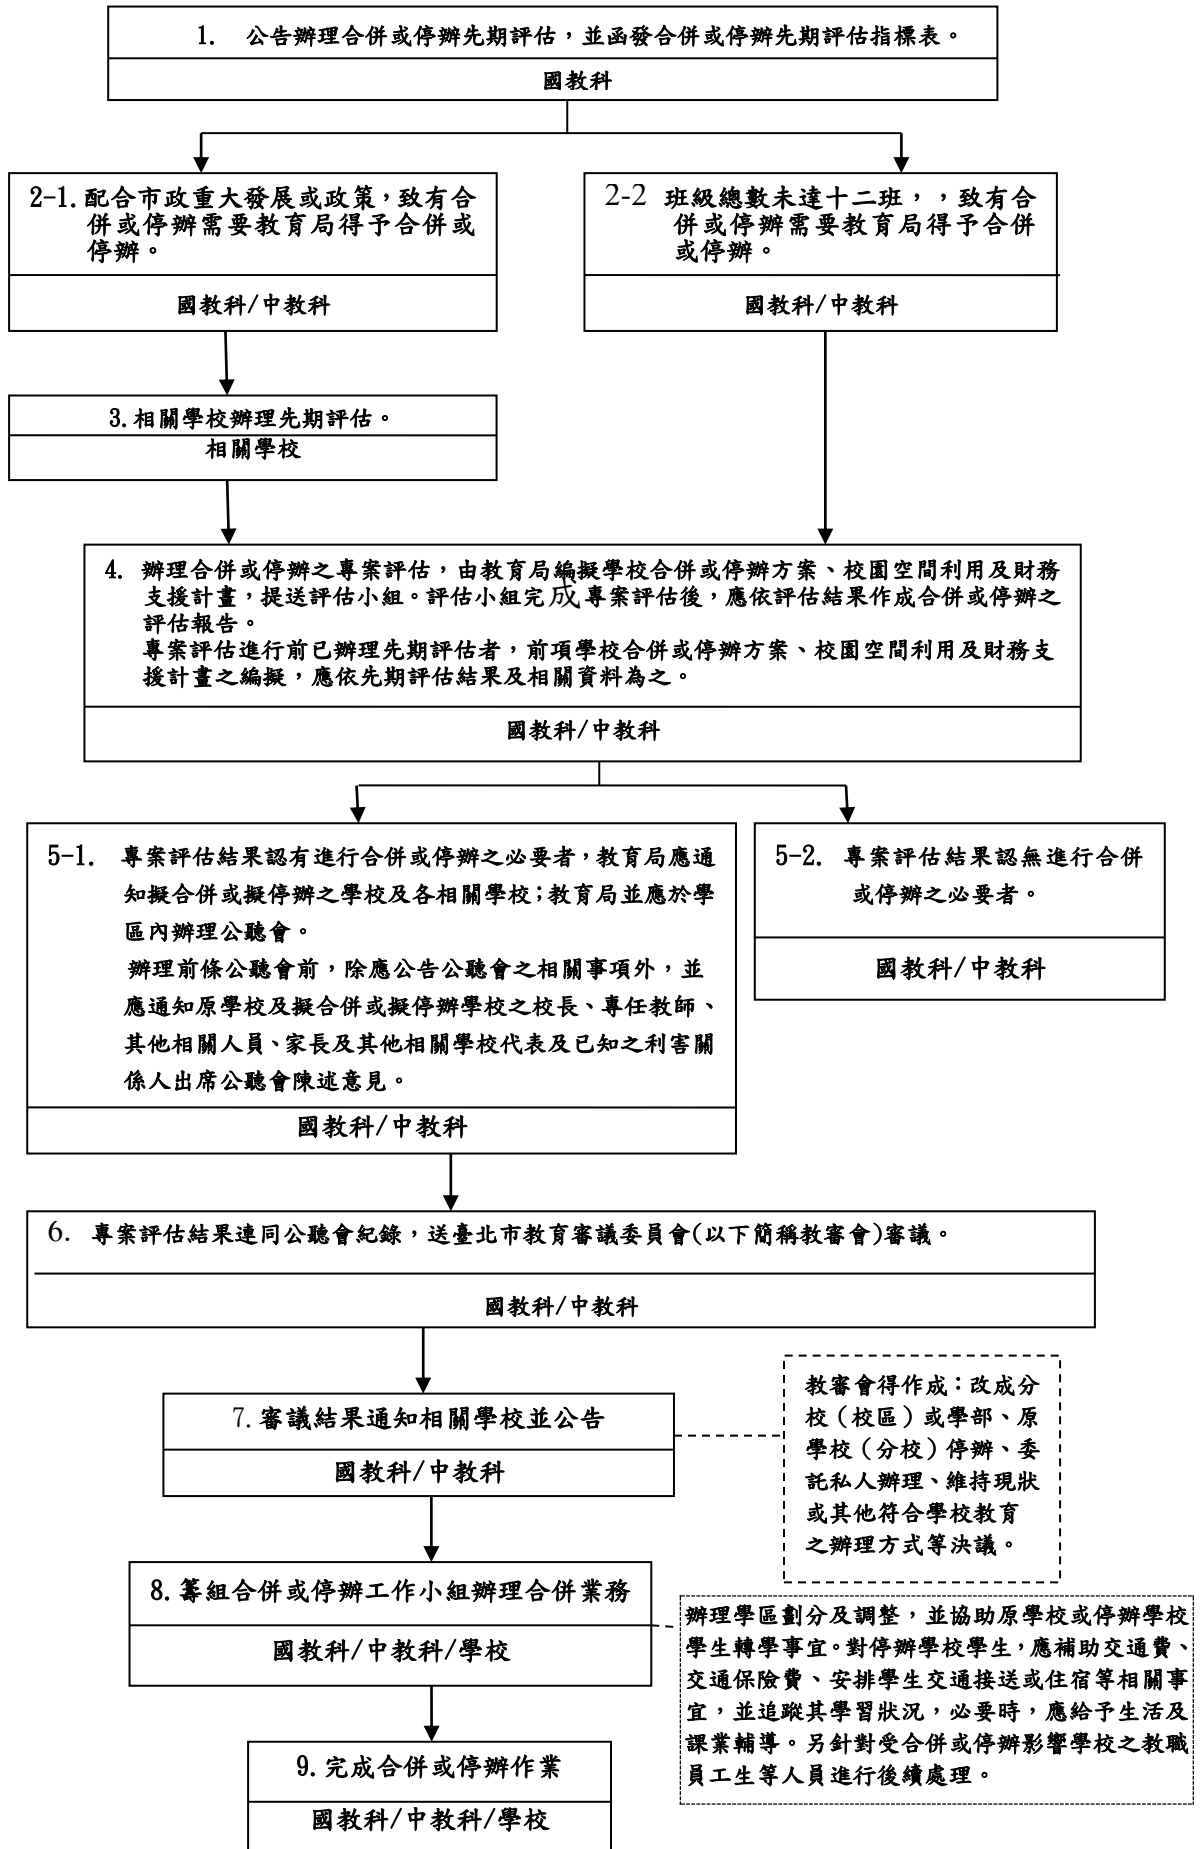 1. 公告辦理合併或停辦先期評估，並函發合併或停辦先期評估指標表。
國教科
2-1. 配合市政重大發展或政策，致有合
併或停辦需要教育局得予合併或
停辦。
國教科/中教科
2-2 班級總數未達十二班，，致有合
併或停辦需要教育局得予合併
或停辦。
國教科/中教科
3. 相關學校辦理先期評估。
相關學校
4. 辦理合併或停辦之專案評估，由教育局編擬學校合併或停辦方案、校園空間利用及財務
支援計畫，提送評估小組。評估小組完成專案評估後，應依評估結果作成合併或停辦之
評估報告。
專案評估進行前已辦理先期評估者，前項學校合併或停辦方案、校園空間利用及財務支
援計畫之編擬，應依先期評估結果及相關資料為之。
國教科/中教科
5-1. 專案評估結果認有進行合併或停辦之必要者，教育局應通
知擬合併或擬停辦之學校及各相關學校；教育局並應於學
區內辦理公聽會。
辦理前條公聽會前，除應公告公聽會之相關事項外，並
應通知原學校及擬合併或擬停辦學校之校長、專任教師、
其他相關人員、家長及其他相關學校代表及已知之利害關
係人出席公聽會陳述意見。
國教科/中教科
5-2. 專案評估結果認無進行合併
或停辦之必要者。
國教科/中教科
6. 專案評估結果連同公聽會紀錄，送臺北市教育審議委員會(以下簡稱教審會)審議。
國教科/中教科
7. 審議結果通知相關學校並公告
國教科/中教科
教審會得作成：改成分
校（校區）或學部、原
學校（分校）停辦、委
託私人辦理、維持現狀
或其他符合學校教育
之辦理方式等決議。
8. 籌組合併或停辦工作小組辦理合併業務
國教科/中教科/學校
辦理學區劃分及調整，並協助原學校或停辦學校
學生轉學事宜。對停辦學校學生，應補助交通費、
交通保險費、安排學生交通接送或住宿等相關事
宜，並追蹤其學習狀況，必要時，應給予生活及
課業輔導。另針對受合併或停辦影響學校之教職
員工生等人員進行後續處理。
9. 完成合併或停辦作業
國教科/中教科/學校